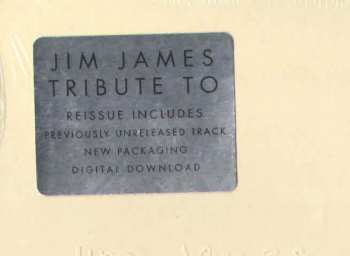 JIM JAMES
TRIBUTE TO
REISSUE INCLUDES
PREVIOUSLY UNRELEASED TRACK
NEW PACKAGING
DIGITAL DOWNLOAD